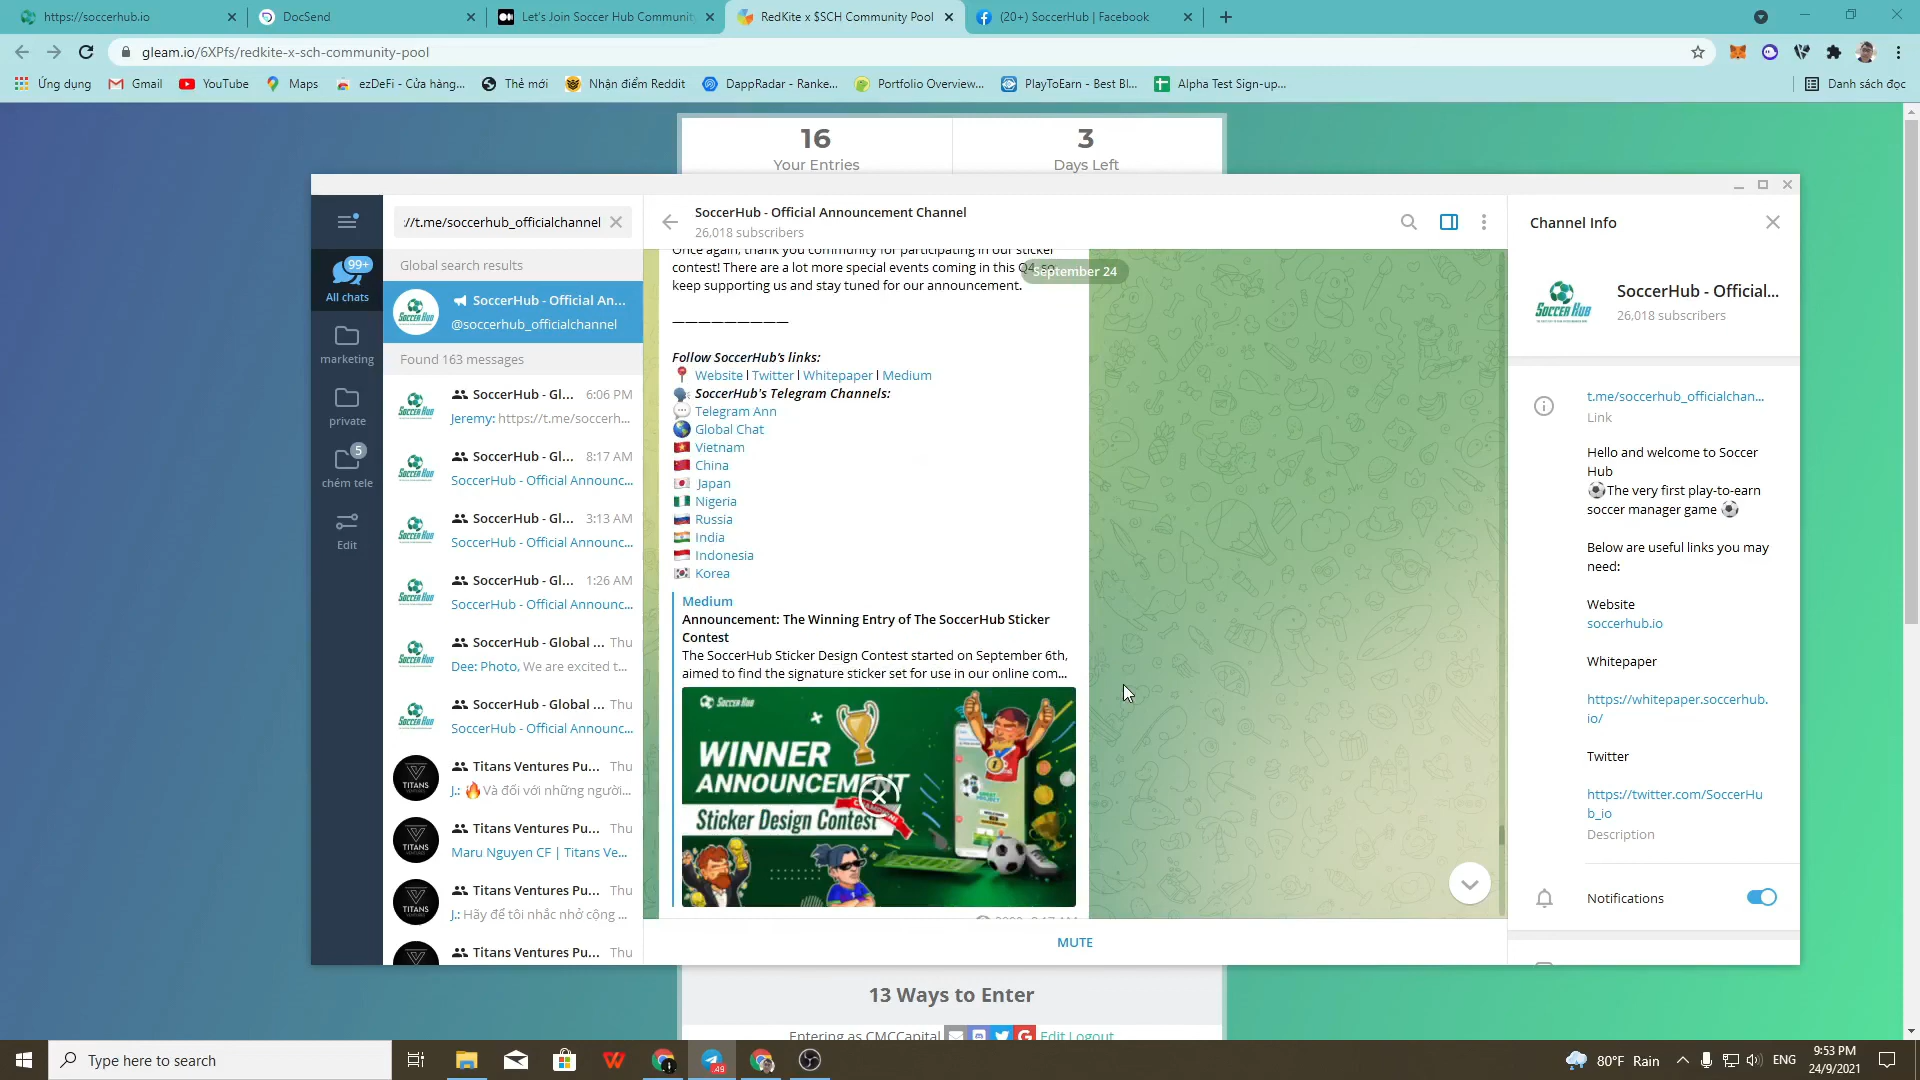 https://soccerhub.io
DocSend
Let's Join Soccer Hub Communit
RedKite x $SCH Community Pool
(20+) SoccerHub | Facebook
gleam.io/6XPfs/redkite-x-sch-community-pool
Ứng dụng
Gmail
YouTube
Maps
ezDeFi - Cửa hàng...
Thẻ mới
Nhận điểm Reddit
DappRadar - Ranke...
Portfolio Overview...
PlayToEarn - Best Bl...
Alpha Test Sign-up...
Danh sách đọc
16
Your Entries
3
Days Left
://t.me/soccerhub_officialchannel
Global search results
99+
All chats
marketing
private
5
chém tele
Edit
SoccerHub - Official An...
@soccerhub_officialchannel
Found 163 messages
SoccerHub - Gl... 6:06 PM
Jeremy: https://t.me/soccerh...
SoccerHub - Gl... 8:17 AM
SoccerHub - Official Announc...
SoccerHub - Gl... 3:13 AM
SoccerHub - Official Announc...
SoccerHub - Gl... 1:26 AM
SoccerHub - Official Announc...
SoccerHub - Global ... Thu
Dee: Photo, We are excited t...
SoccerHub - Global ... Thu
SoccerHub - Official Announc...
Titans Ventures Pu... Thu
J.: 🔥Và đối với những người...
Titans Ventures Pu... Thu
Maru Nguyen CF | Titans Ve...
Titans Ventures Pu... Thu
J.: Hãy để tôi nhắc nhở cộng ...
Titans Ventures Pu... Thu
SoccerHub - Official Announcement Channel
26,018 subscribers
Once again, thank you community for participating in our sticker
contest! There are a lot more special events coming in this Q4, so
keep supporting us and stay tuned for our announcement.
September 24
—————————
Follow SoccerHub's links:
📍 Website | Twitter | Whitepaper | Medium
🗣 SoccerHub's Telegram Channels:
💬 Telegram Ann
🌎 Global Chat
🇻🇳 Vietnam
🇨🇳 China
🇯🇵 Japan
🇳🇬 Nigeria
🇷🇺 Russia
🇮🇳 India
🇮🇩 Indonesia
🇰🇷 Korea
Medium
Announcement: The Winning Entry of The SoccerHub Sticker
Contest
The SoccerHub Sticker Design Contest started on September 6th,
aimed to find the signature sticker set for use in our online com...
SOCCER HUB
WINNER
ANNOUNCEMENT
Sticker Design Contest
MUTE
Channel Info
SOCCER HUB
SoccerHub - Official...
26,018 subscribers
t.me/soccerhub_officialchan...
Link
Hello and welcome to Soccer
Hub
⚽The very first play-to-earn
soccer manager game ⚽
Below are useful links you may
need:
Website
soccerhub.io
Whitepaper
https://whitepaper.soccerhub.
io/
Twitter
https://twitter.com/SoccerHu
b_io
Description
Notifications
13 Ways to Enter
Entering as CMCCapital
Edit Logout
Type here to search
80°F Rain
ENG
9:53 PM
24/9/2021